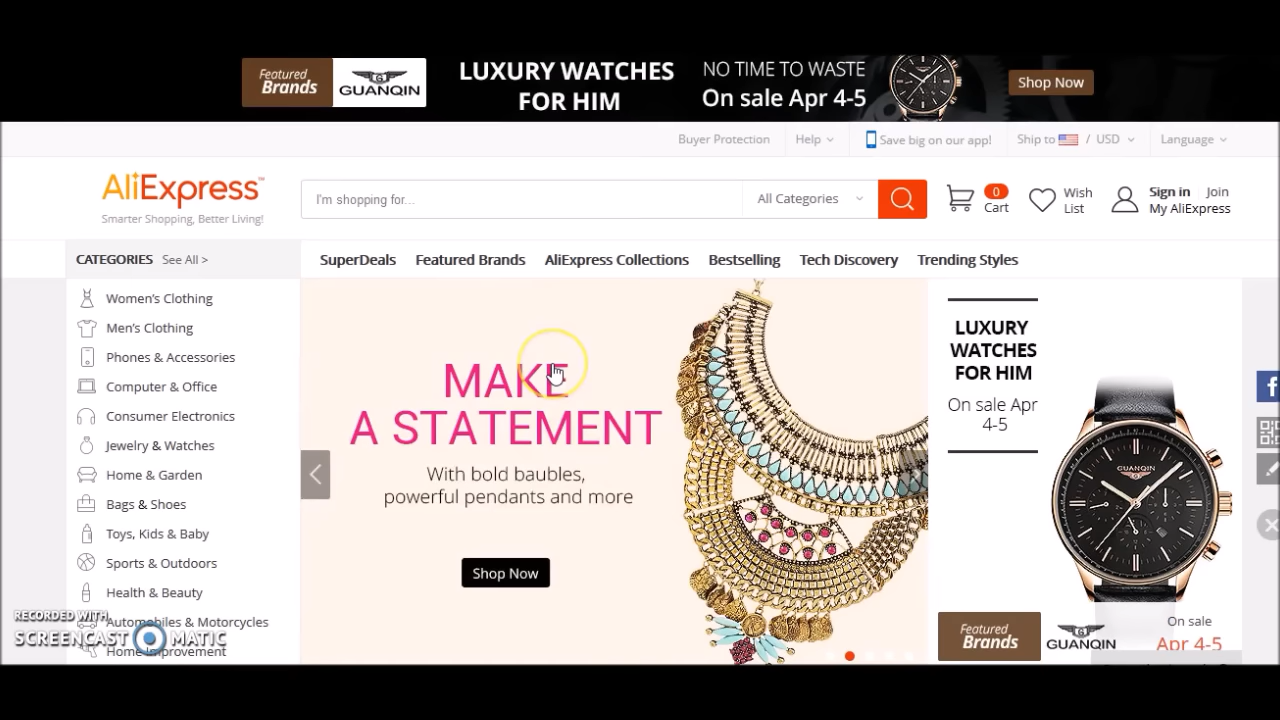 Featured
Brands
GUANQIN
LUXURY WATCHES
FOR HIM
NO TIME TO WASTE
On sale Apr 4-5
Shop Now
Buyer Protection
Help
Save big on our app!
Ship to / USD
Language
AliExpress™
Smarter Shopping, Better Living!
I'm shopping for...
All Categories
0
Cart
Wish
List
Sign in
Join
My AliExpress
CATEGORIES See All >
SuperDeals
Featured Brands
AliExpress Collections
Bestselling
Tech Discovery
Trending Styles
Women's Clothing
Men's Clothing
Phones & Accessories
Computer & Office
Consumer Electronics
Jewelry & Watches
Home & Garden
Bags & Shoes
Toys, Kids & Baby
Sports & Outdoors
Health & Beauty
Automobiles & Motorcycles
Home Improvement
MAKE
A STATEMENT
With bold baubles,
powerful pendants and more
Shop Now
LUXURY
WATCHES
FOR HIM
On sale Apr
4-5
GUANQIN
Featured
Brands
GUANQIN
On sale
Apr 4-5
RECORDED WITH
SCREENCAST MATIC